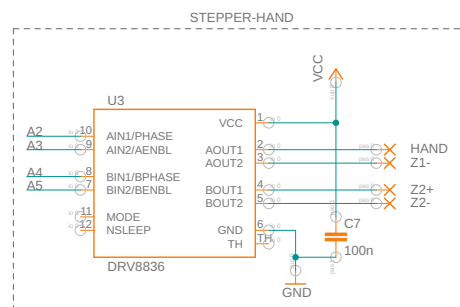 STEPPER-HAND
VCC
U3
A2 10 AIN1/PHASE VCC 1
A3 9 AIN2/AENBL AOUT1 2 HAND
AOUT2 3 Z1-
A4 8 BIN1/BPHASE BOUT1 4 Z2+
A5 7 BIN2/BENBL BOUT2 5 Z2-
11 MODE
12 NSLEEP GND 6
TH TH
C7
100n
DRV8836
GND